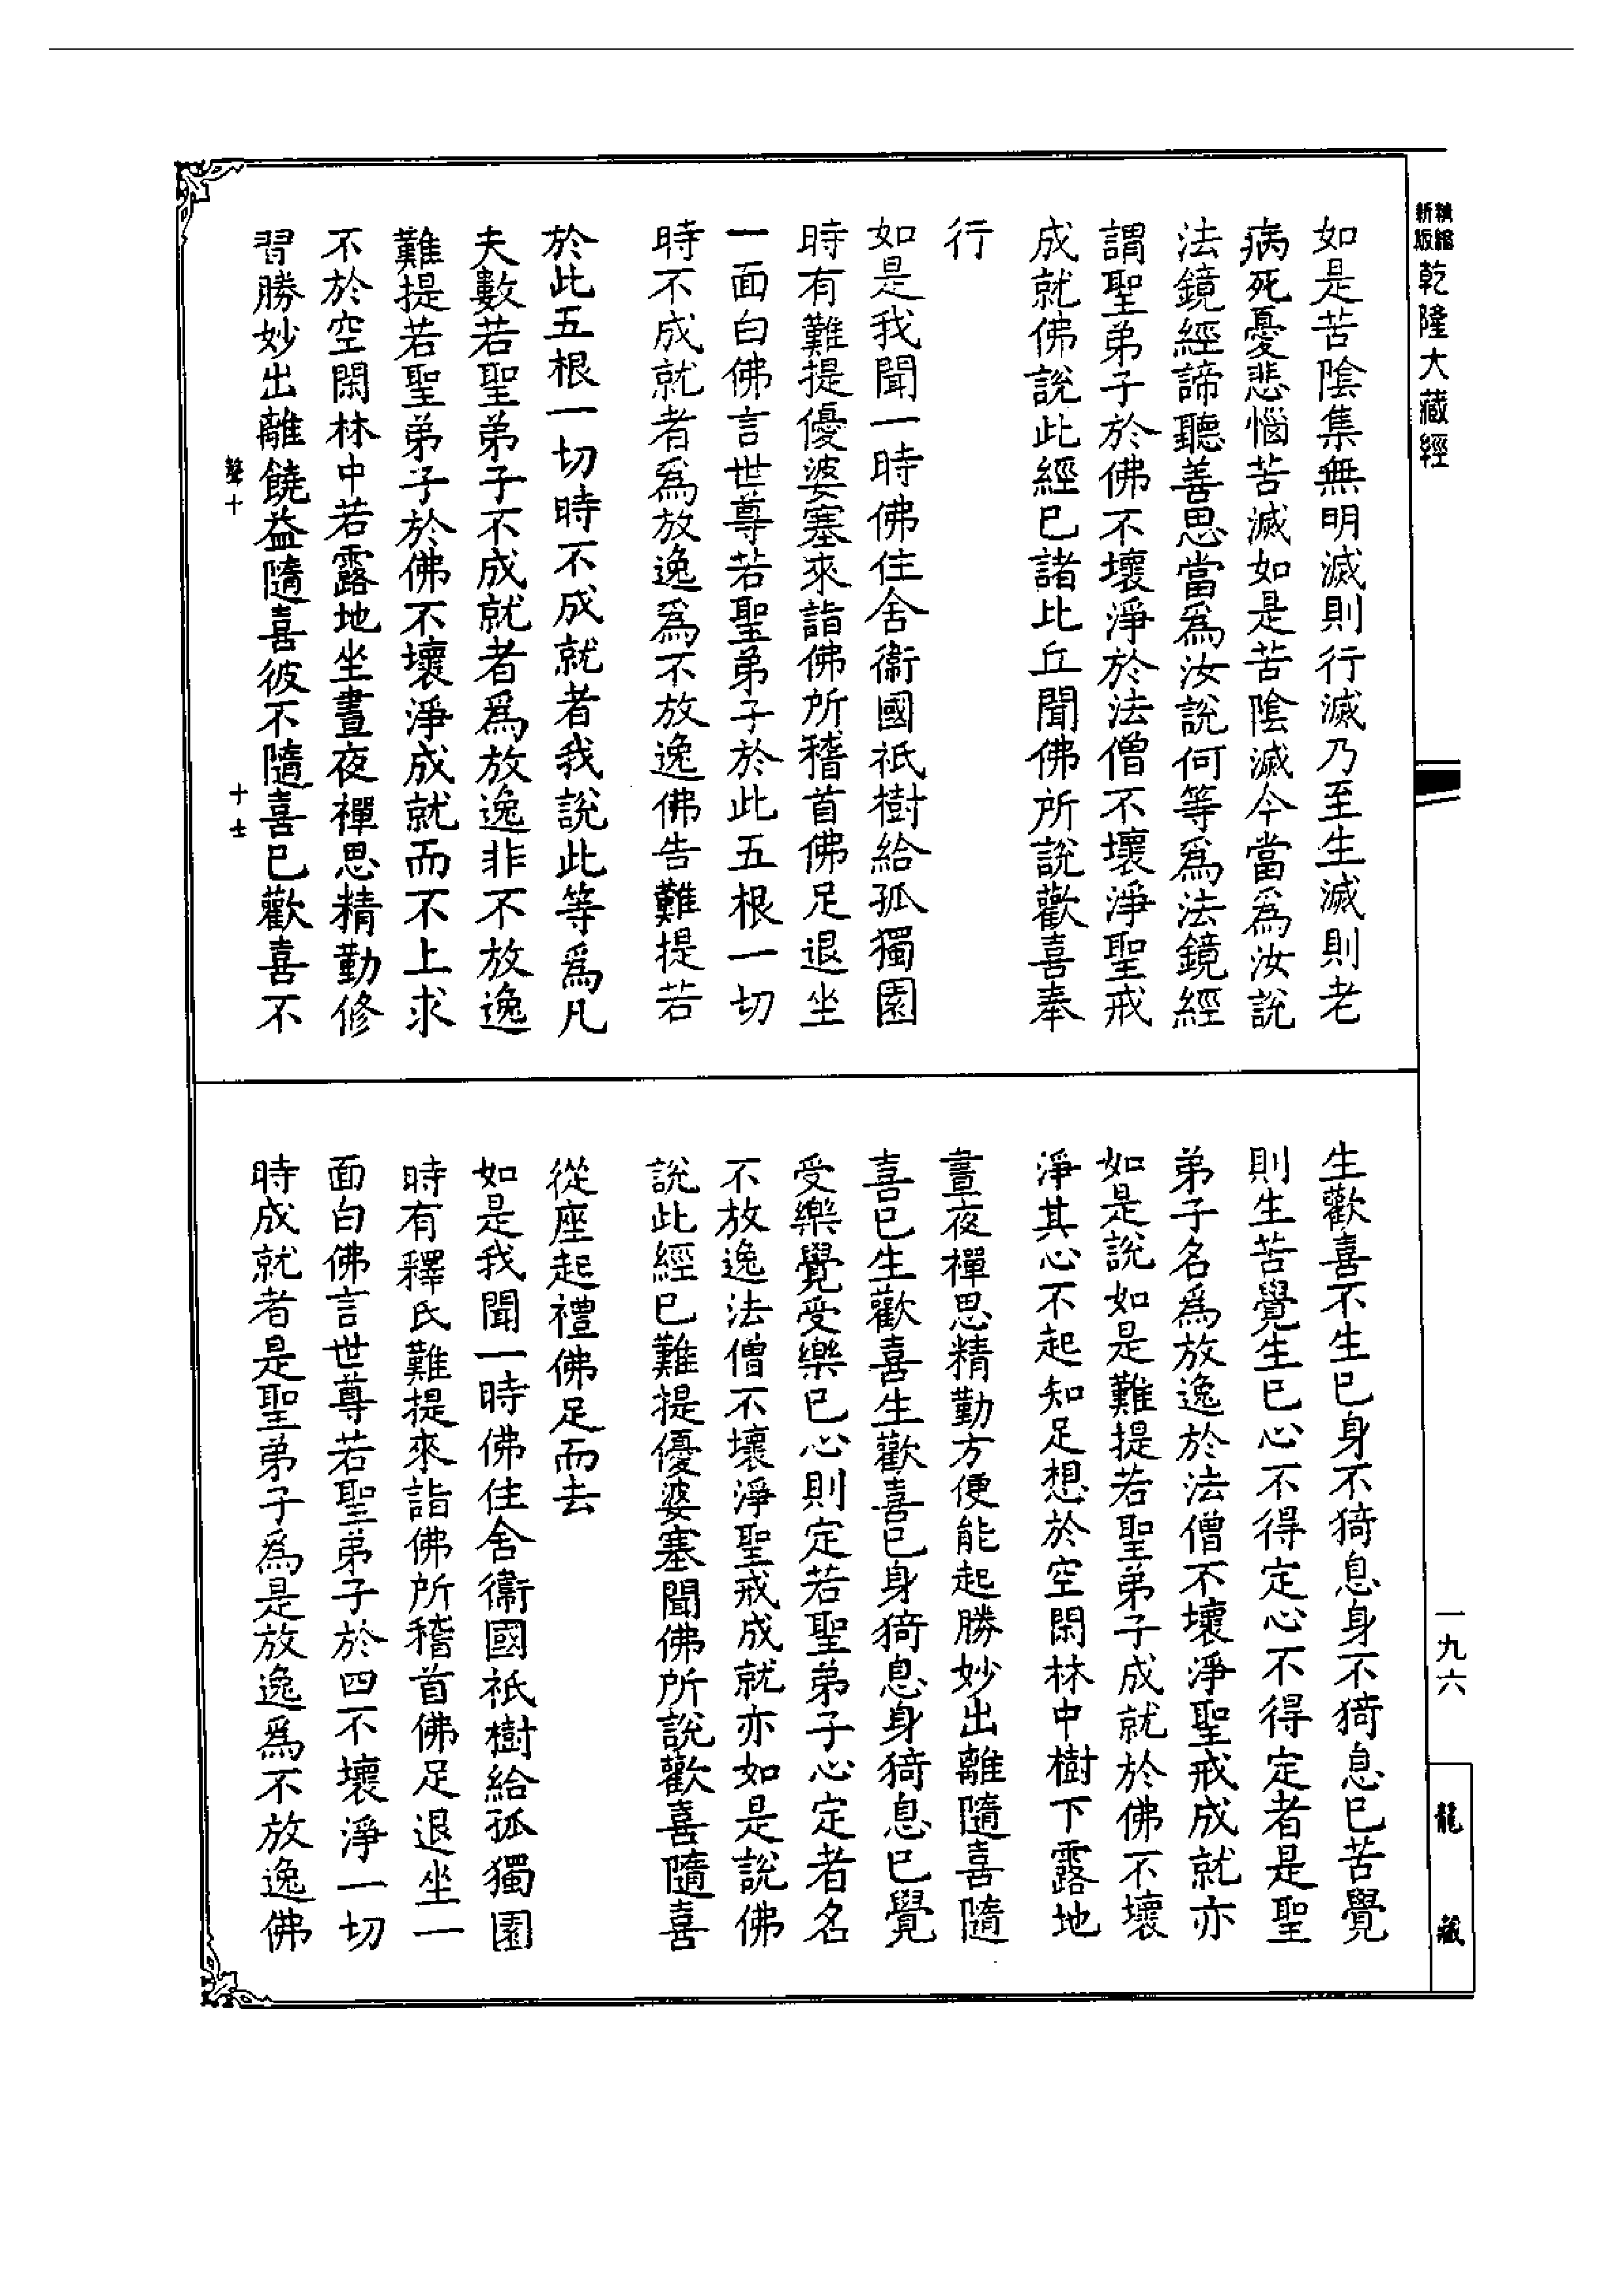 新版精縮
乾隆大藏經
如是苦陰集無明滅則行滅乃至生滅則老
病死憂悲惱苦滅如是苦陰滅今當爲汝說
法鏡經諦聽善思當爲汝說何等爲法鏡經
謂聖弟子於佛不壞淨於法僧不壞淨聖戒
成就佛說此經已諸比丘聞佛所說歡喜奉
行
如是我聞一時佛住舍衞國祇樹給孤獨園
時有難提優婆塞來詣佛所稽首佛足退坐
一面白佛言世尊若聖弟子於此五根一切
時不成就者爲放逸爲不放逸佛告難提若
於此五根一切時不成就者我說此等爲凡
夫數若聖弟子不成就者爲放逸非不放逸
難提若聖弟子於佛不壞淨成就而不上求
不於空閑林中若露地坐晝夜禪思精勤修
習勝妙出離饒益隨喜彼不隨喜已歡喜不
聲十
十七
生歡喜不生已身不猗息身不猗息已苦覺
則生苦覺生已心不得定心不得定者是聖
弟子名爲放逸於法僧不壞淨聖戒成就亦
如是說如是難提若聖弟子成就於佛不壞
淨其心不起知足想於空閑林中樹下露地
晝夜禪思精勤方便能起勝妙出離隨喜隨
喜已生歡喜生歡喜已身猗息身猗息已覺
受樂覺受樂已心則定若聖弟子心定者名
不放逸法僧不壞淨聖戒成就亦如是說佛
說此經已難提優婆塞聞佛所說歡喜隨喜
從座起禮佛足而去
如是我聞一時佛住舍衞國祇樹給孤獨園
時有釋氏難提來詣佛所稽首佛足退坐一
面白佛言世尊若聖弟子於四不壞淨一切
時成就者是聖弟子爲是放逸爲不放逸佛
一九六
龍藏